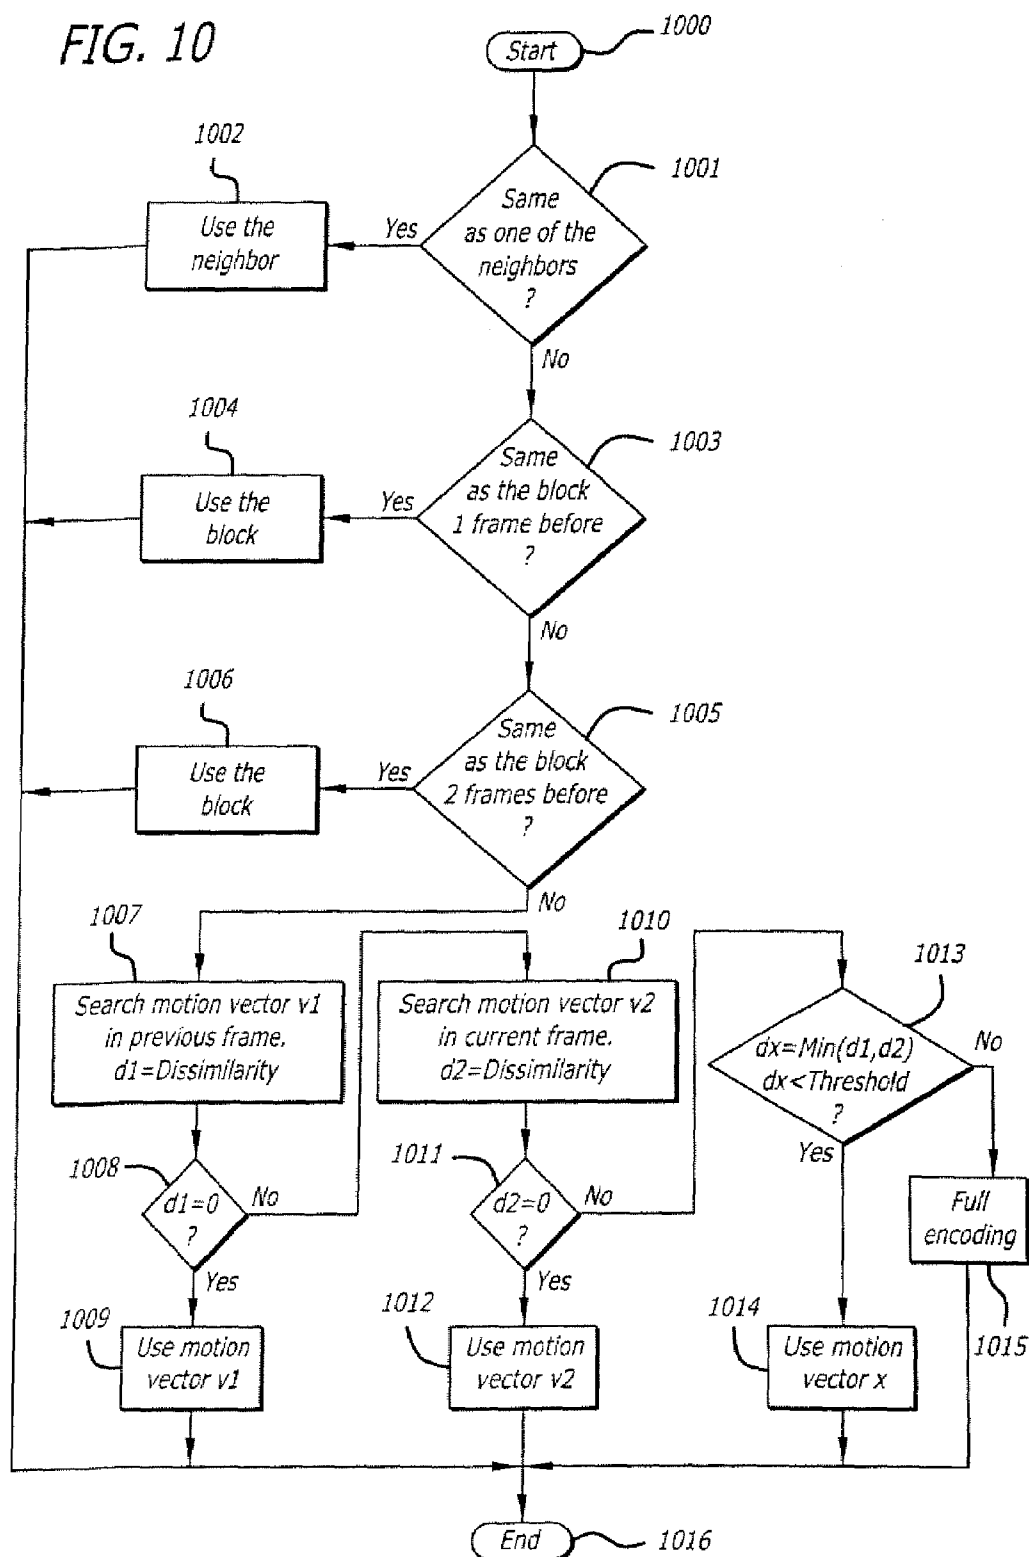 FIG. 10
Start
1000
1002
1001
Use the
neighbor
Yes
Same
as one of the
neighbors
?
No
1004
1003
Use the
block
Yes
Same
as the block
1 frame before
?
No
1006
1005
Use the
block
Yes
Same
as the block
2 frames before
?
No
1007
Search motion vector v1
in previous frame.
d1=Dissimilarity
1008
d1=0
?
No
Yes
1009
Use motion
vector v1
1010
Search motion vector v2
in current frame.
d2=Dissimilarity
1011
d2=0
?
No
Yes
1012
Use motion
vector v2
1013
dx=Min(d1,d2)
dx<Threshold
?
No
Yes
Full
encoding
1015
1014
Use motion
vector x
End
1016